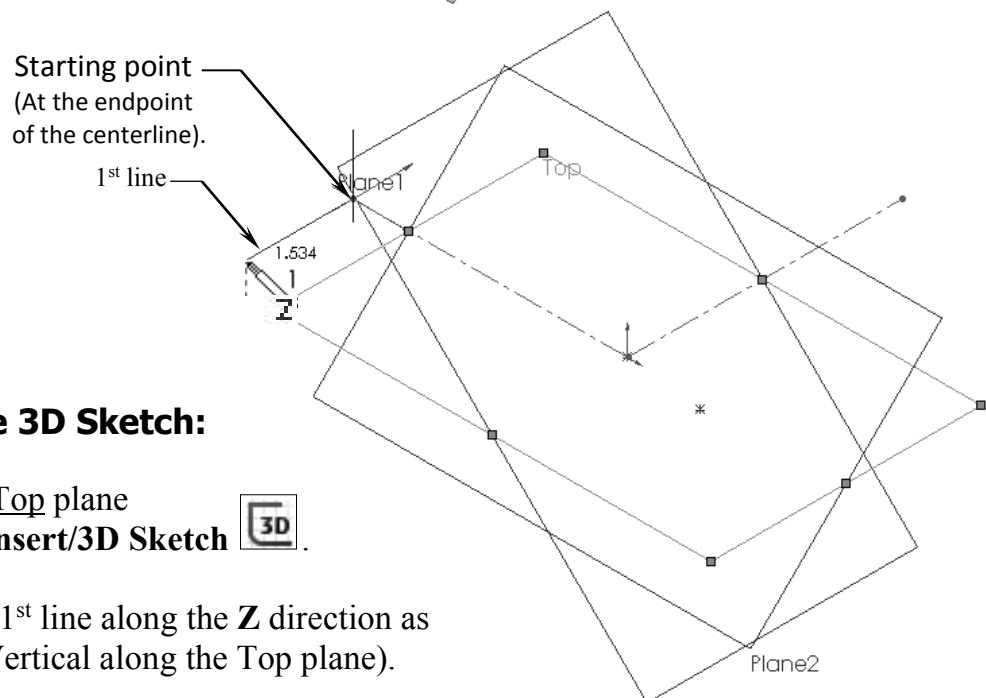 Starting point
(At the endpoint
of the centerline).
1st line
Plane1
Top
1.534
Z
e 3D Sketch:
Top plane
nsert/3D Sketch 3D.
1st line along the Z direction as
Vertical along the Top plane).
Plane2